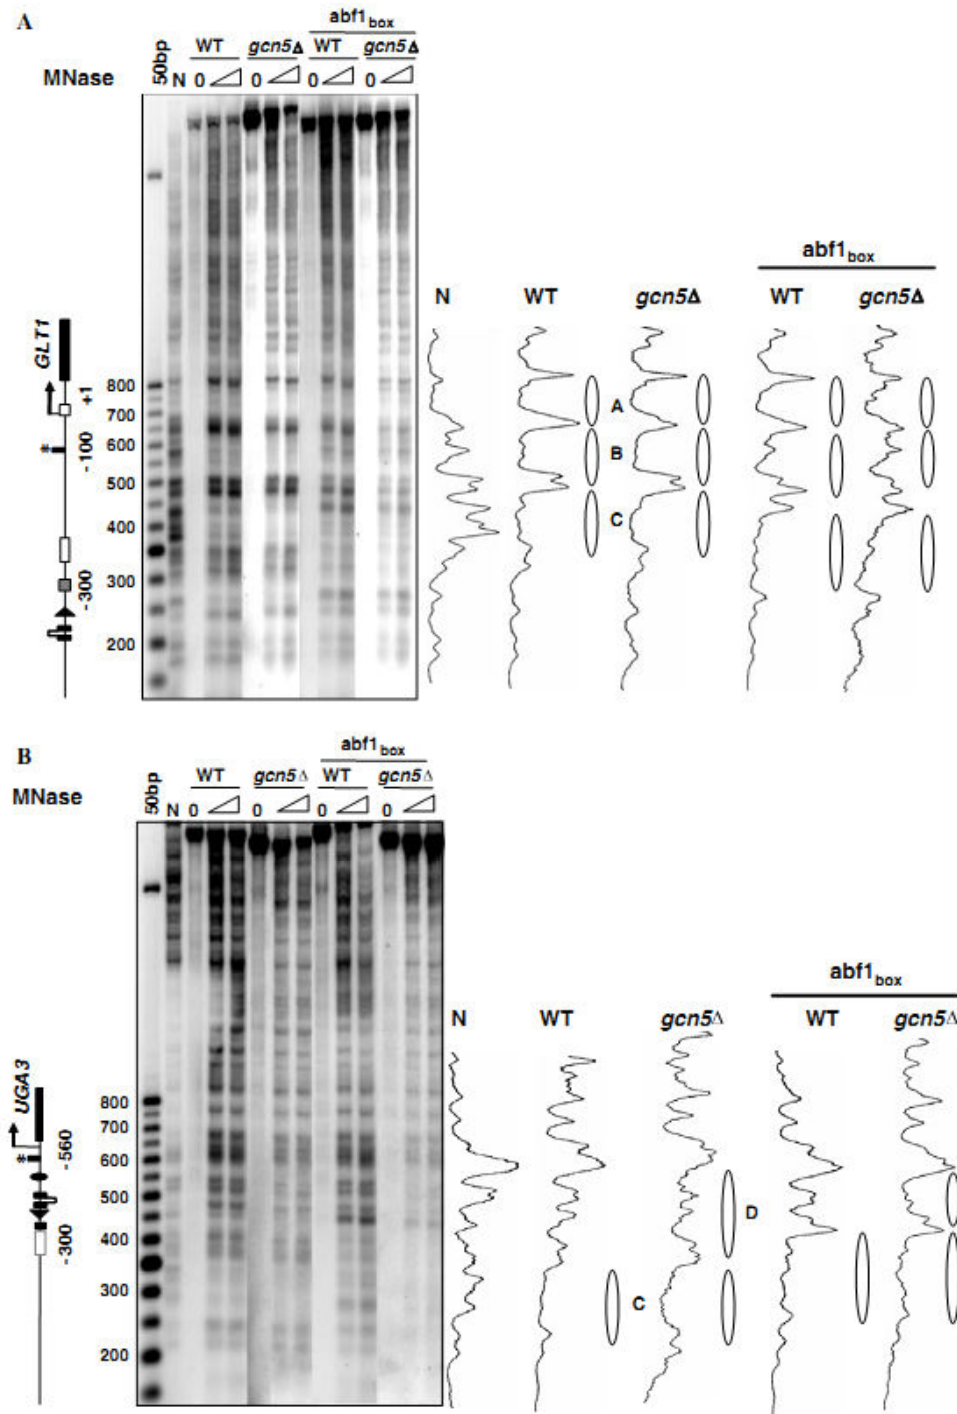 A
abf1box
WT gcn5Δ WT gcn5Δ
50bp
MNase
N 0 0 0 0
abf1box
N WT gcn5Δ WT gcn5Δ
GLT1
+1
*
-100
-300
800
700
600
500
400
300
200
A
B
C
B
abf1box
WT gcn5Δ WT gcn5Δ
50bp
MNase
N 0 0 0 0
abf1box
N WT gcn5Δ WT gcn5Δ
UGA3
*
-560
-300
800
700
600
500
400
300
200
D
C